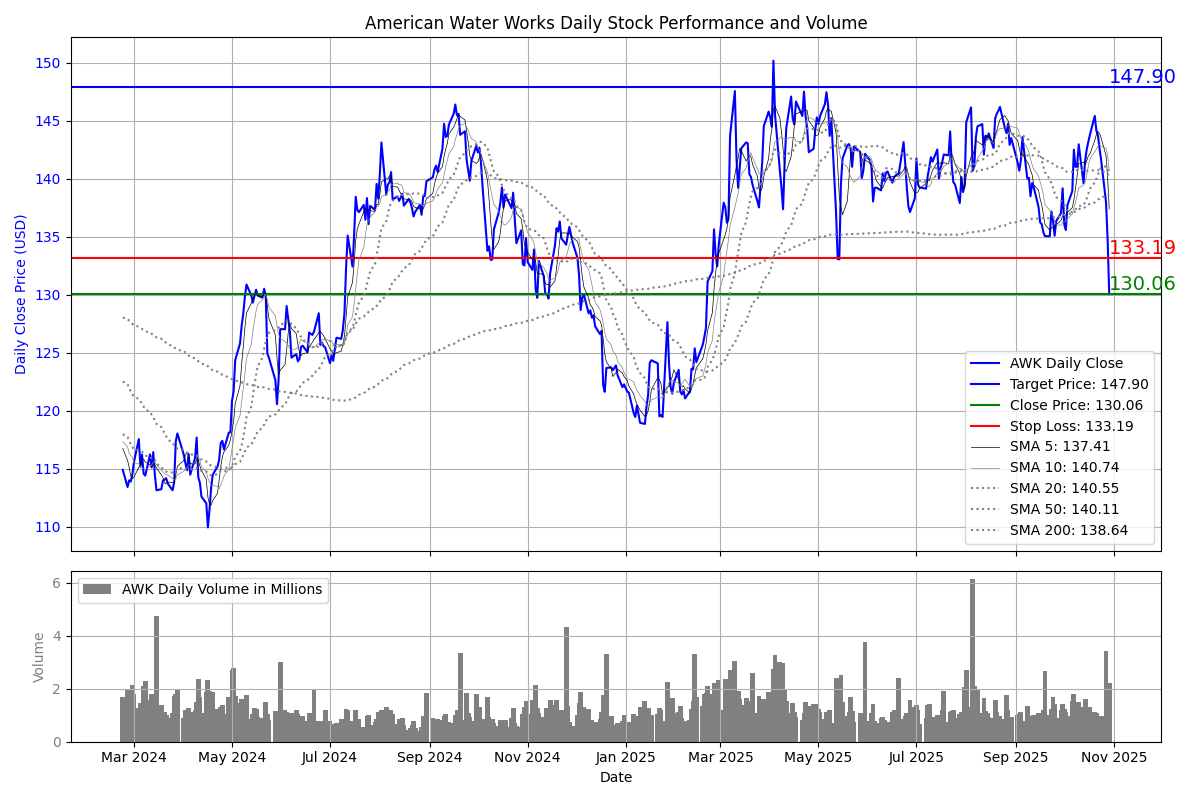 American Water Works Daily Stock Performance and Volume
150
145
140
135
130
125
120
115
110
Daily Close Price (USD)
147.90
133.19
130.06
AWK Daily Close
Target Price: 147.90
Close Price: 130.06
Stop Loss: 133.19
SMA 5: 137.41
SMA 10: 140.74
SMA 20: 140.55
SMA 50: 140.11
SMA 200: 138.64
AWK Daily Volume in Millions
6
4
2
0
Volume
Mar 2024 May 2024 Jul 2024 Sep 2024 Nov 2024 Jan 2025 Mar 2025 May 2025 Jul 2025 Sep 2025 Nov 2025
Date